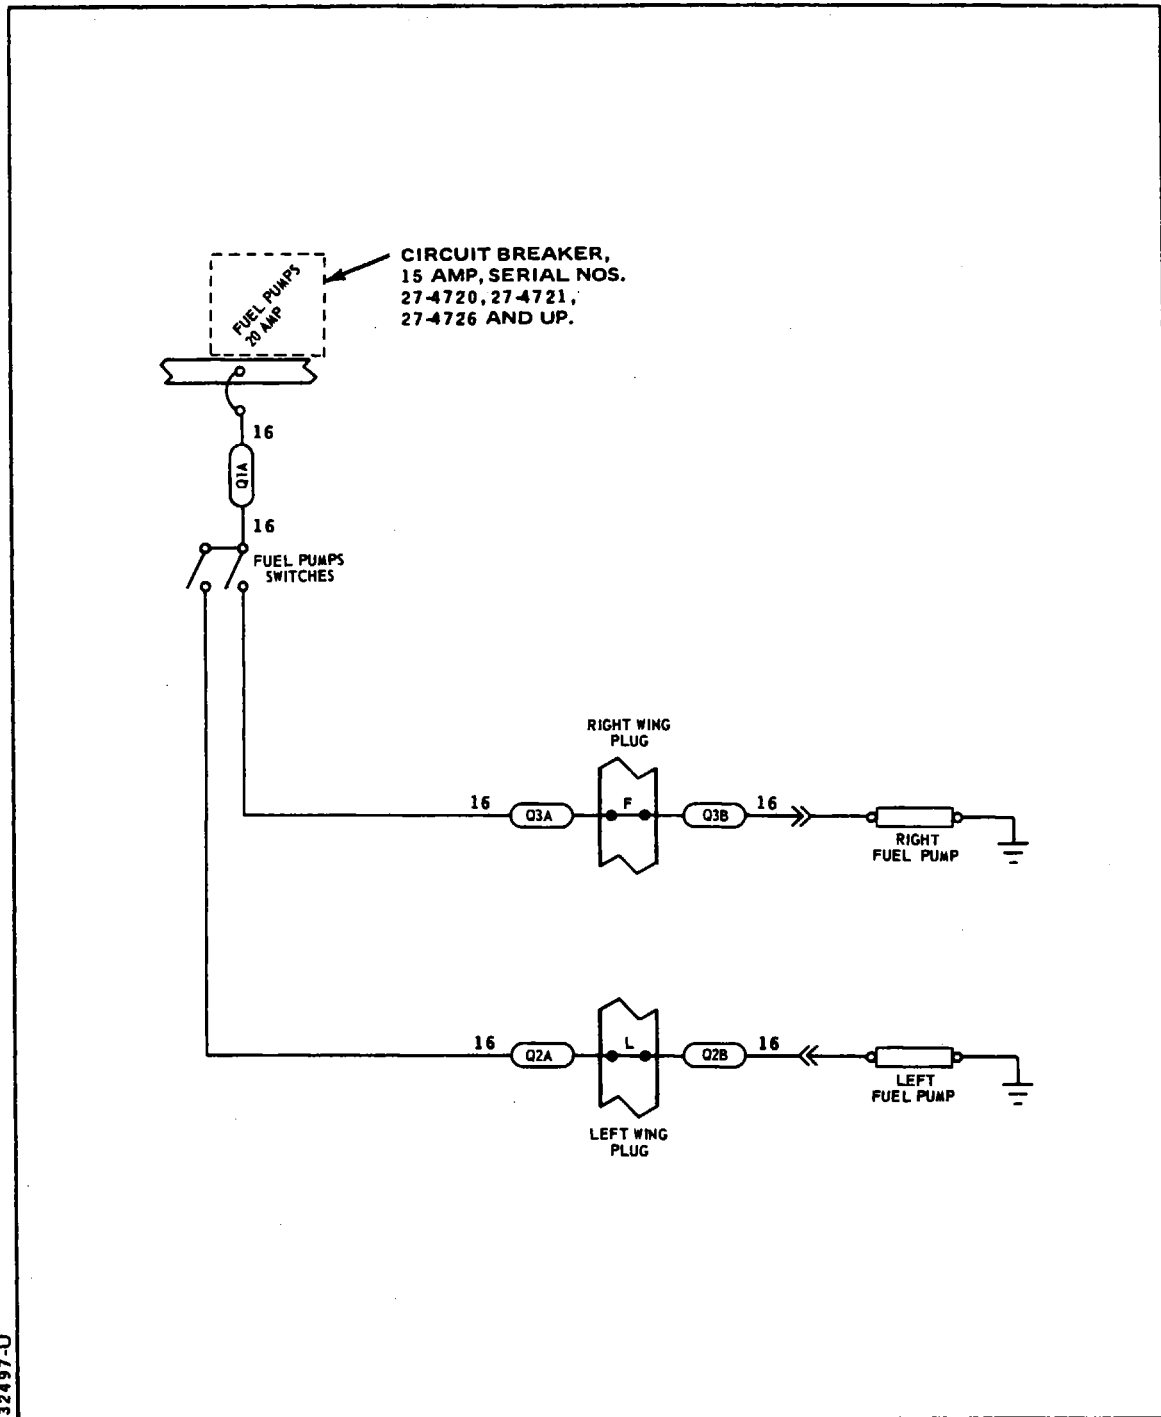 CIRCUIT BREAKER,
15 AMP, SERIAL NOS.
27-4720, 27-4721,
27-4726 AND UP.
FUEL PUMPS
20 AMP
16
Q1A
16
FUEL PUMPS
SWITCHES
RIGHT WING
PLUG
16
Q3A
F
Q3B
16
RIGHT
FUEL PUMP
16
Q2A
L
Q2B
16
LEFT
FUEL PUMP
LEFT WING
PLUG